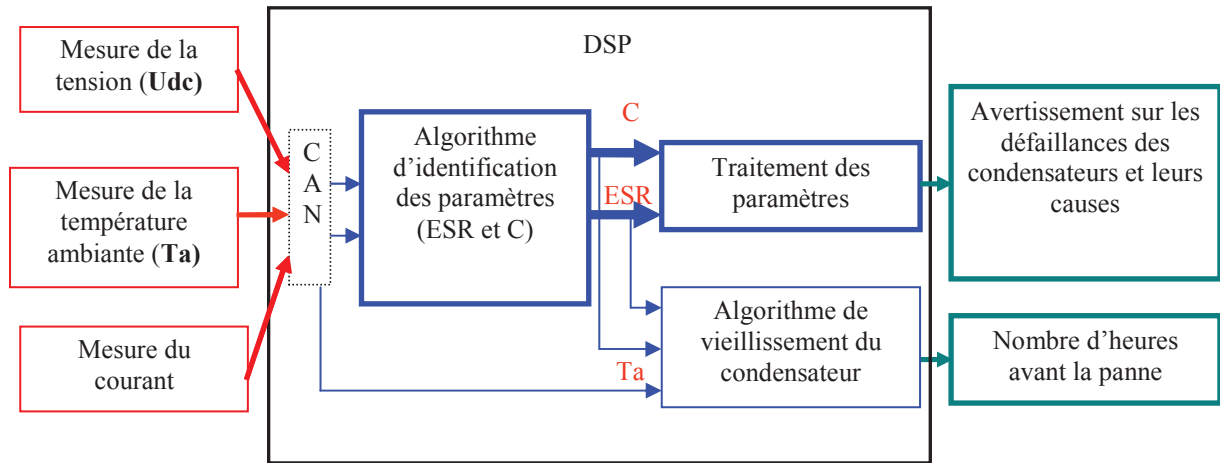 DSP
Mesure de la
tension (Udc)
Mesure de la
température
ambiante (Ta)
Mesure du
courant
C
A
N
Algorithme
d’identification
des paramètres
(ESR et C)
C
ESR
Ta
Traitement des
paramètres
Algorithme de
vieillissement du
condensateur
Avertissement sur les
défaillances des
condensateurs et leurs
causes
Nombre d’heures
avant la panne